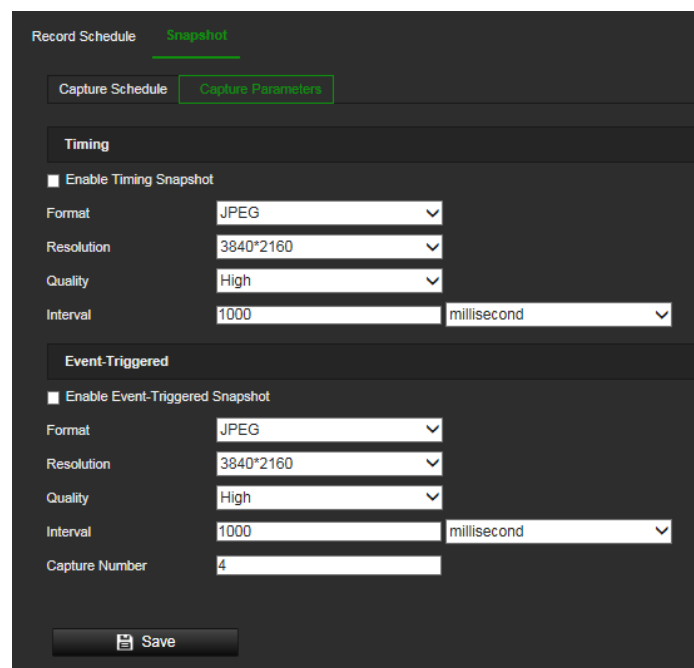 Record Schedule Snapshot
Capture Schedule Capture Parameters
Timing
Enable Timing Snapshot
Format JPEG
Resolution 3840*2160
Quality High
Interval 1000 millisecond
Event-Triggered
Enable Event-Triggered Snapshot
Format JPEG
Resolution 3840*2160
Quality High
Interval 1000 millisecond
Capture Number 4
Save